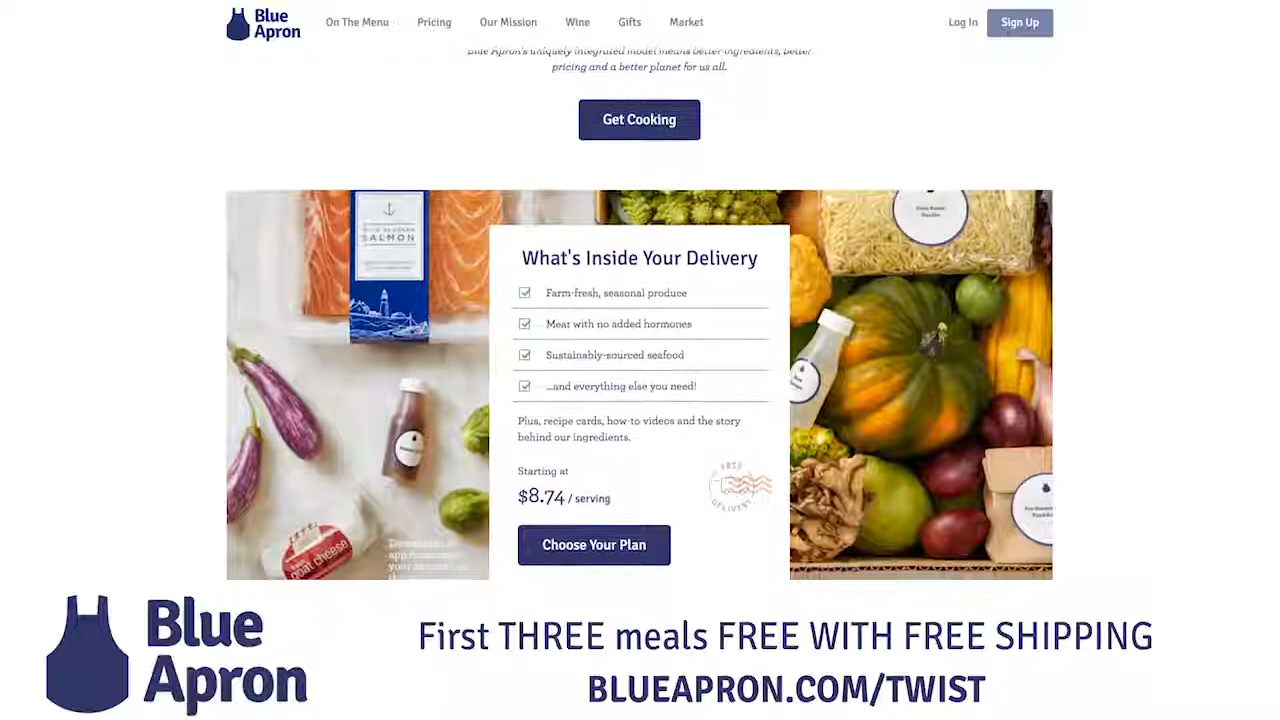 Blue
Apron
On The Menu
Pricing
Our Mission
Wine
Gifts
Market
Log In
Sign Up
Blue Apron's uniquely integrated model means better ingredients, better
pricing and a better planet for us all.
Get Cooking
SALMON
What's Inside Your Delivery
Farm-fresh, seasonal produce
Meat with no added hormones
Sustainably-sourced seafood
...and everything else you need!
Plus, recipe cards, how-to videos and the story
behind our ingredients.
Starting at
$8.74 / serving
FREE
DELIVERY
Choose Your Plan
goat cheese
Blue
Apron
First THREE meals FREE WITH FREE SHIPPING
BLUEAPRON.COM/TWIST